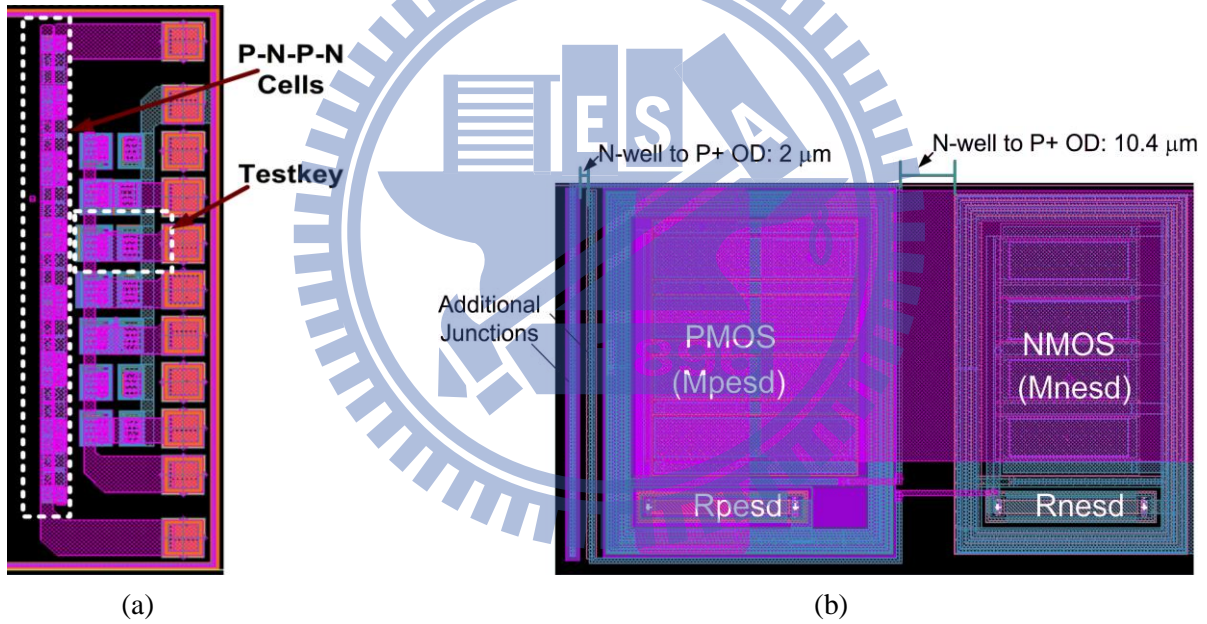 P-N-P-N
Cells
Testkey
ESA
N-well to P+ OD: 2 μm
N-well to P+ OD: 10.4 μm
Additional
Junctions
PMOS
(Mpesd)
NMOS
(Mnesd)
Rpesd
Rnesd
(a)
(b)